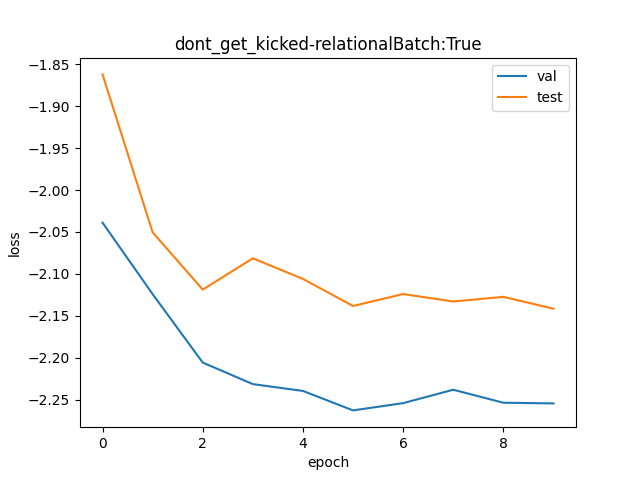 dont_get_kicked-relationalBatch:True
−1.85
−1.90
−1.95
−2.00
−2.05
−2.10
−2.15
−2.20
−2.25
loss
val
test
0
2
4
6
8
epoch